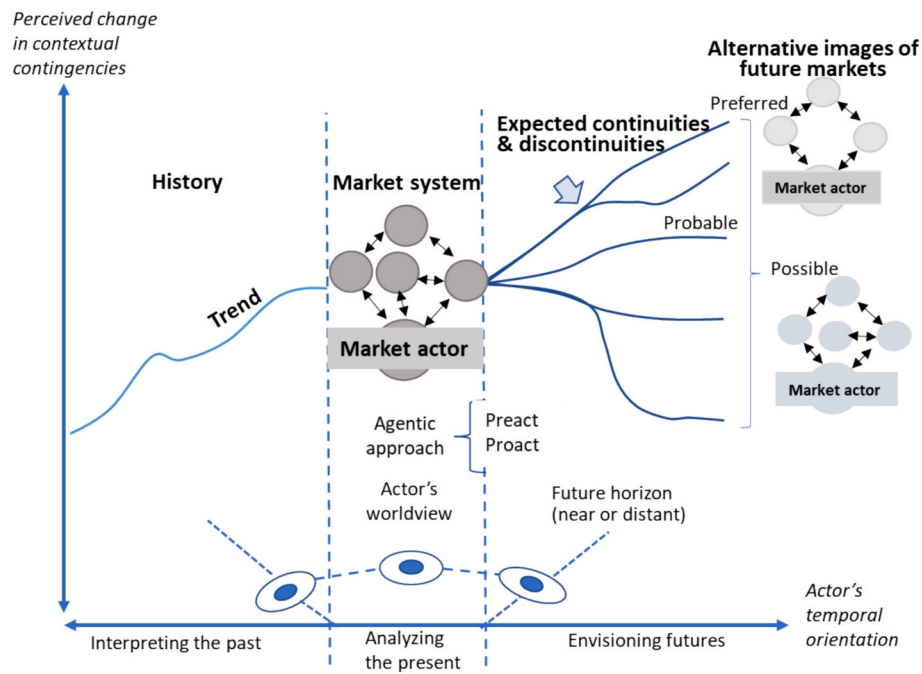 Perceived change
in contextual
contingencies
Alternative images of
future markets
Preferred
Expected continuities
& discontinuities
History
Market system
Market actor
Probable
Possible
Trend
Market actor
Market actor
Agentic
approach
Preact
Proact
Actor's
worldview
Future horizon
(near or distant)
Actor's
temporal
orientation
Interpreting the past
Analyzing
the present
Envisioning futures